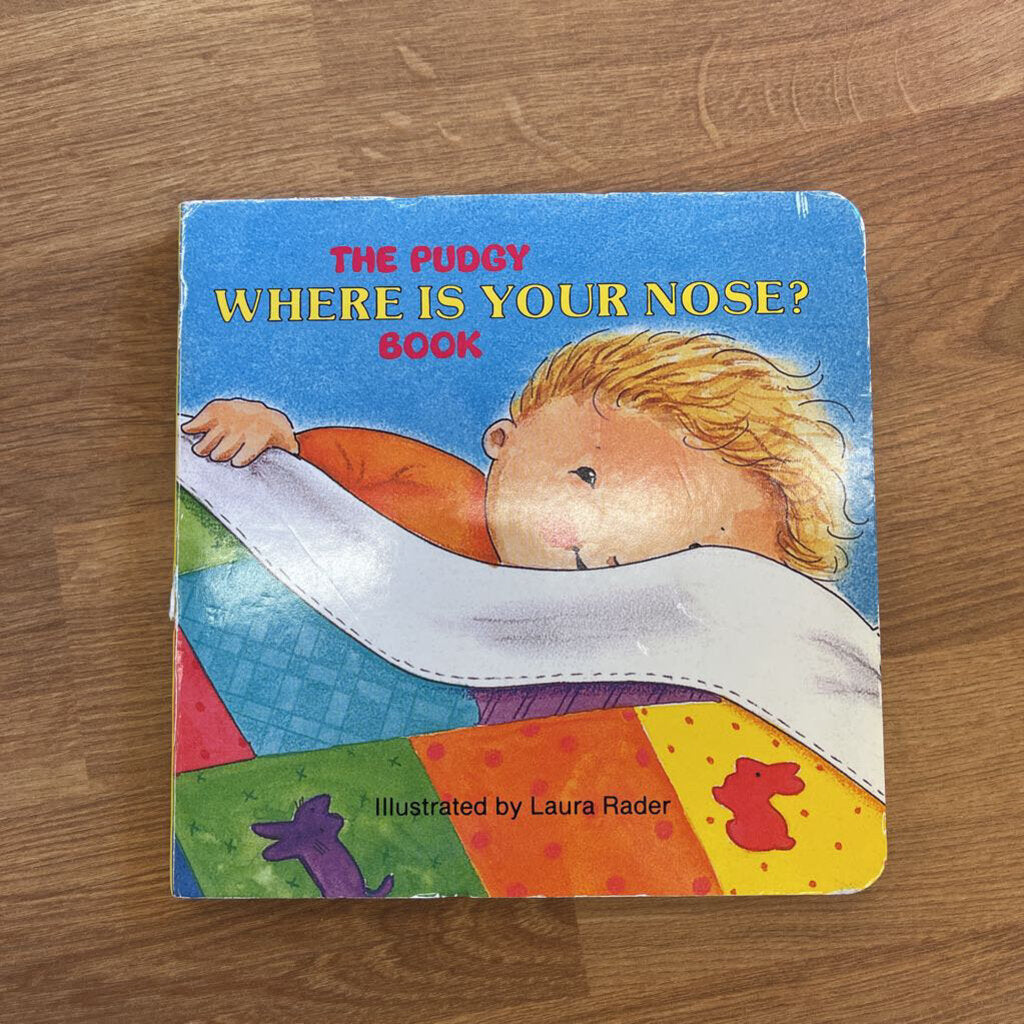 THE PUDGY
WHERE IS YOUR NOSE?
BOOK
Illustrated by Laura Rader